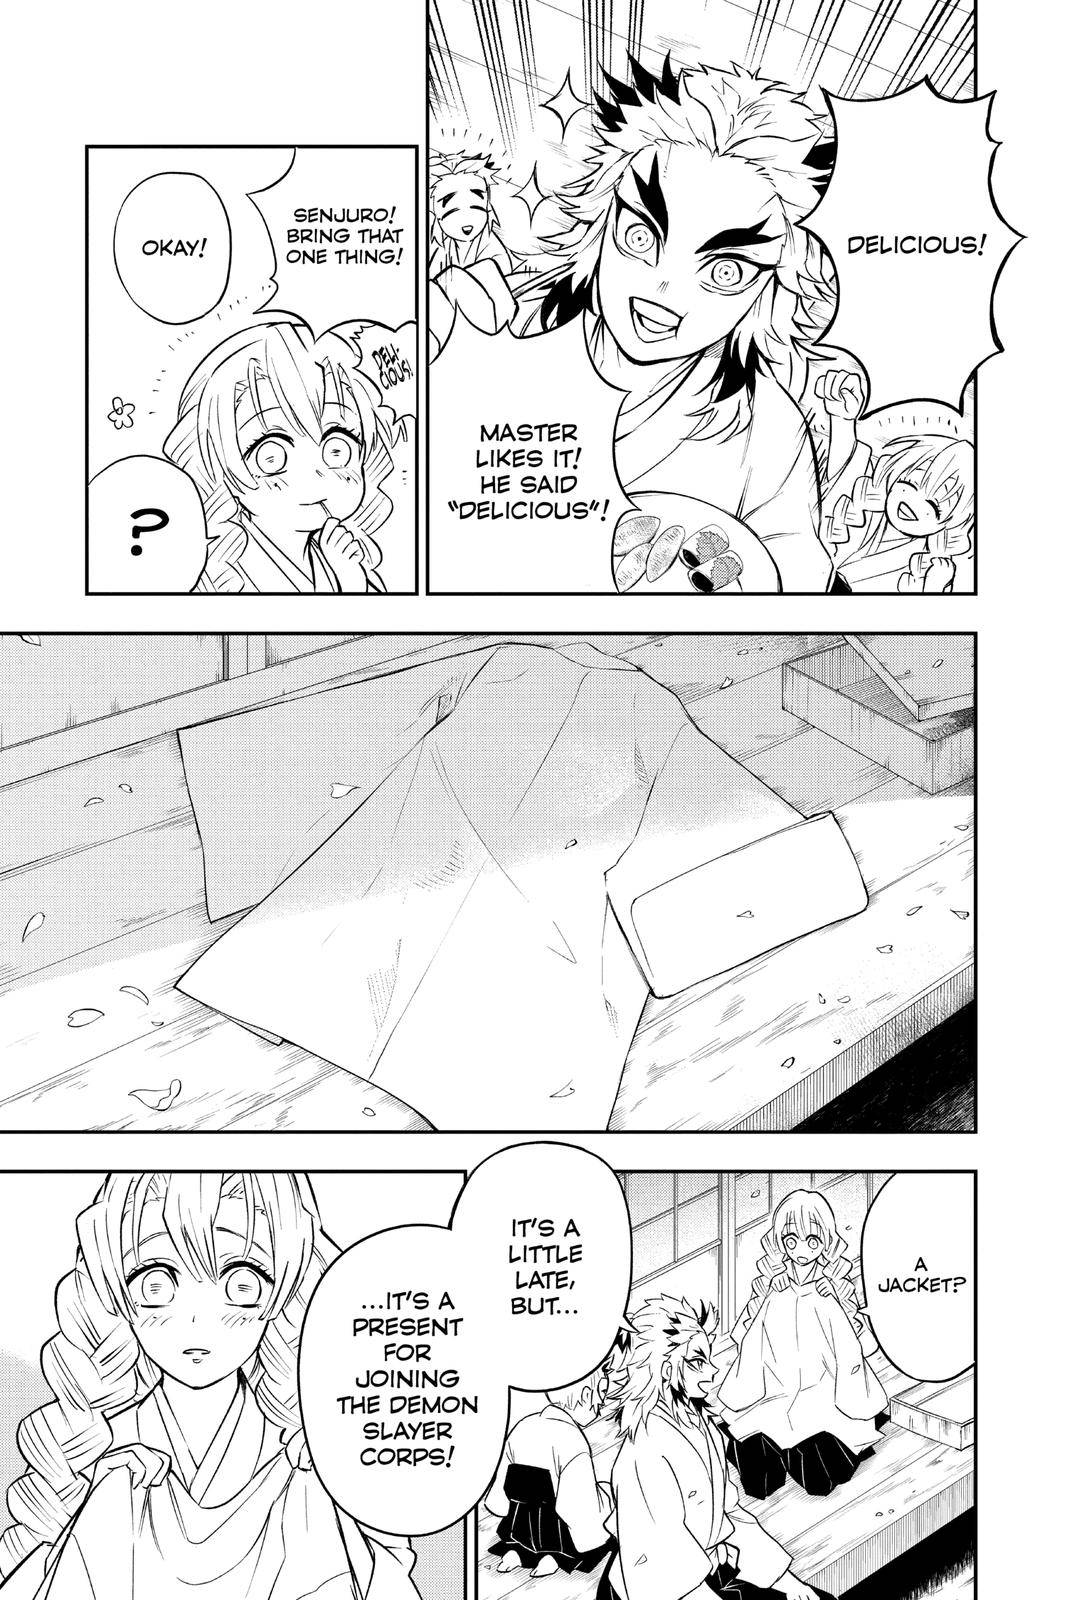 DELICIOUS!
MASTER
LIKES IT!
HE SAID
"DELICIOUS"!
SENJURO!
BRING THAT
ONE THING!
DELI-
CIOUS!
OKAY!
?
A
JACKET?
IT'S A
LITTLE
LATE,
BUT...
...IT'S A
PRESENT
FOR
JOINING
THE DEMON
SLAYER
CORPS!